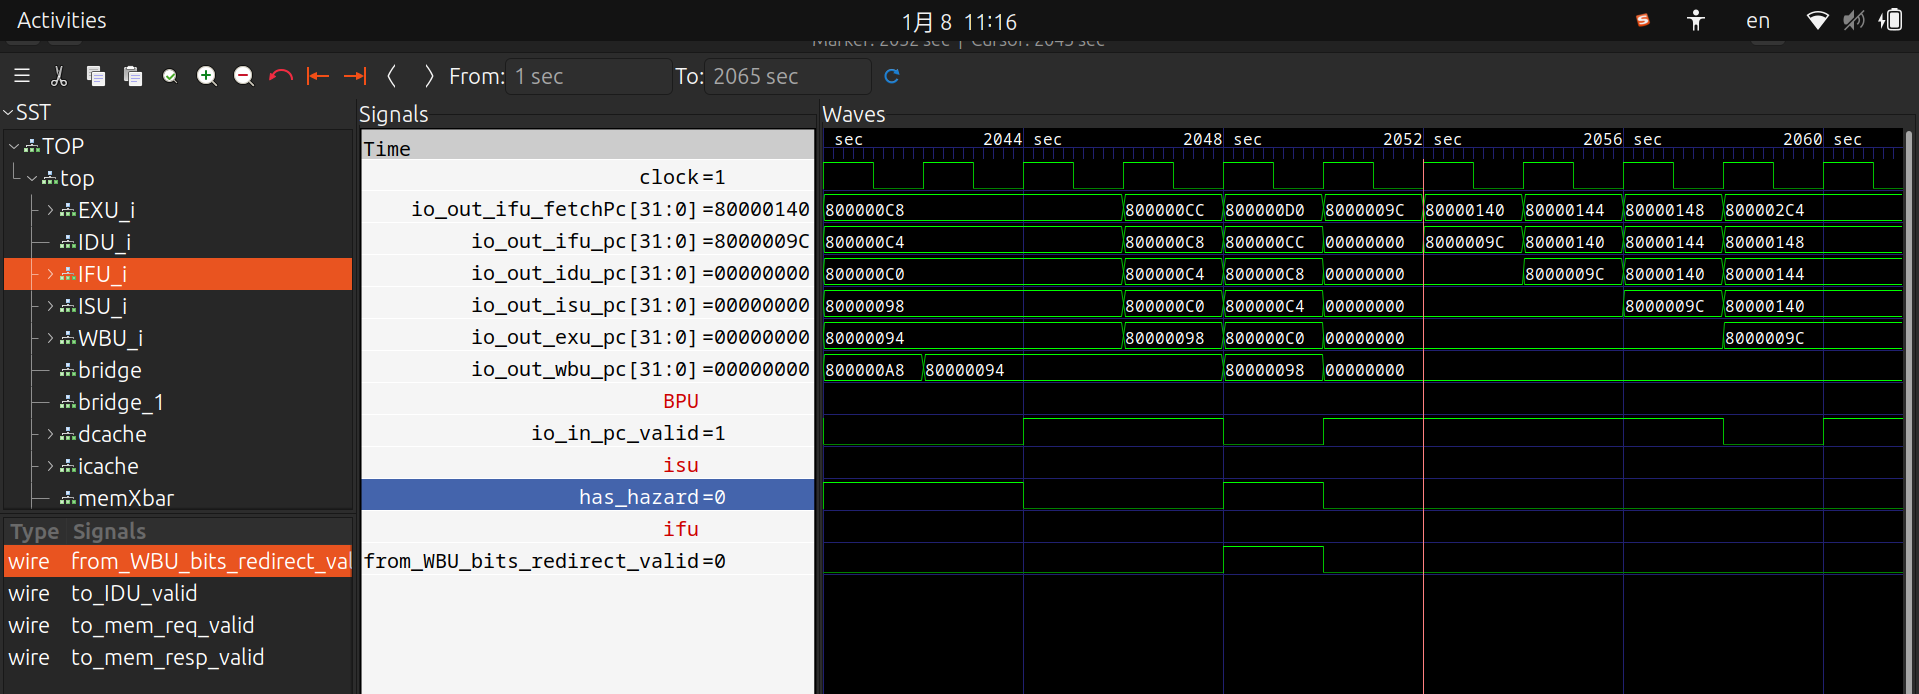 Activities 1月 8 11:16 en
Marker: 2052 sec | Cursor: 2045 sec
From: 1 sec To: 2065 sec
SST
TOP
top
EXU_i
IDU_i
IFU_i
ISU_i
WBU_i
bridge
bridge_1
dcache
icache
memXbar
Type Signals
wire from_WBU_bits_redirect_val
wire to_IDU_valid
wire to_mem_req_valid
wire to_mem_resp_valid
Signals
Time
clock=1
io_out_ifu_fetchPc[31:0]=80000140
io_out_ifu_pc[31:0]=8000009C
io_out_idu_pc[31:0]=00000000
io_out_isu_pc[31:0]=00000000
io_out_exu_pc[31:0]=00000000
io_out_wbu_pc[31:0]=00000000
BPU
io_in_pc_valid=1
isu
has_hazard=0
ifu
from_WBU_bits_redirect_valid=0
Waves
sec 2044 sec 2048 sec 2052 sec 2056 sec 2060 sec
800000C8 800000CC 800000D0 8000009C 80000140 80000144 80000148 800002C4
800000C4 800000C8 800000CC 00000000 8000009C 80000140 80000144 80000148
800000C0 800000C4 800000C8 00000000 8000009C 80000140 80000144
80000098 800000C0 800000C4 00000000 8000009C 80000140
80000094 80000098 800000C0 00000000 8000009C
800000A8 80000094 80000098 00000000